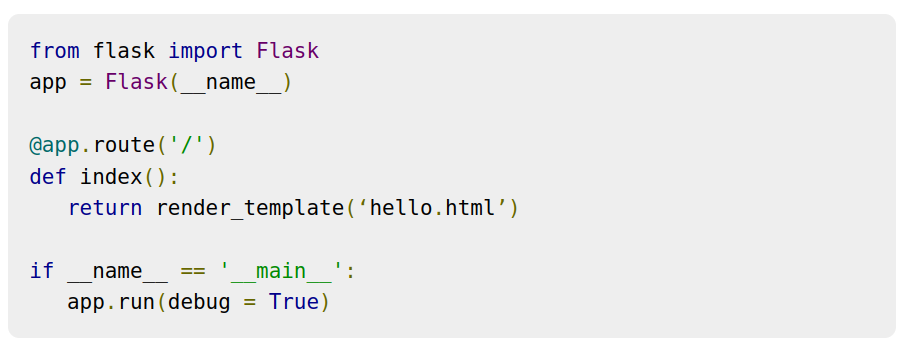 from flask import Flask
app = Flask(__name__)

@app.route('/')
def index():
   return render_template(‘hello.html’)

if __name__ == '__main__':
   app.run(debug = True)